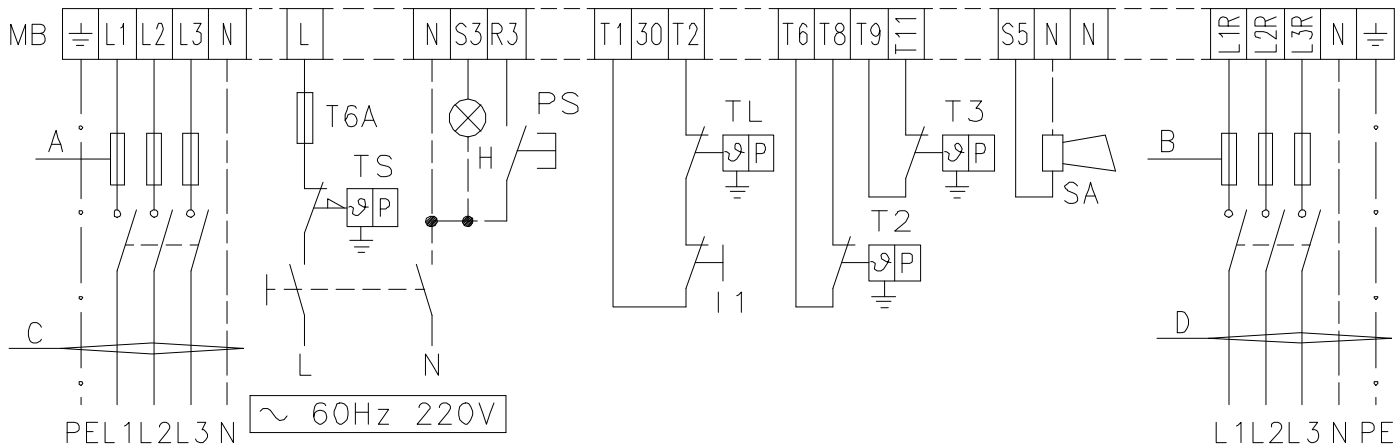 MB ⏚ L1 L2 L3 N L N S3 R3 T1 30 T2 T6 T8 T9 T11 S5 N N L1R L2R L3R N ⏚
T6A
PS
TL
T3
A
H
B
TS
ϑ P
ϑ P
SA
ϑ P
T2
ϑ P
I1
C
D
L N
~ 60Hz 220V
PE L1 L2 L3 N
L1 L2 L3 N PE